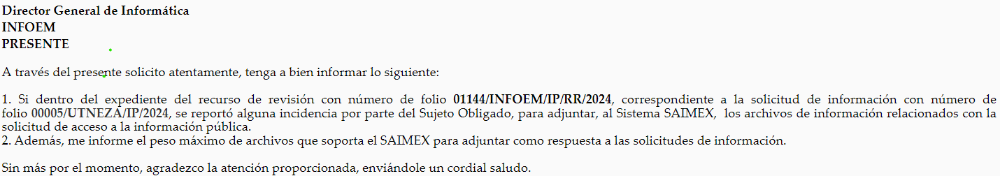 Director General de Informática
INFOEM
PRESENTE
A través del presente solicito atentamente, tenga a bien informar lo siguiente:
1. Si dentro del expediente del recurso de revisión con número de folio 01144/INFOEM/IP/RR/2024, correspondiente a la solicitud de información con número de
folio 00005/UTNEZA/IP/2024, se reportó alguna incidencia por parte del Sujeto Obligado, para adjuntar, al Sistema SAIMEX, los archivos de información relacionados con la
solicitud de acceso a la información pública.
2. Además, me informe el peso máximo de archivos que soporta el SAIMEX para adjuntar como respuesta a las solicitudes de información.
Sin más por el momento, agradezco la atención proporcionada, enviándole un cordial saludo.